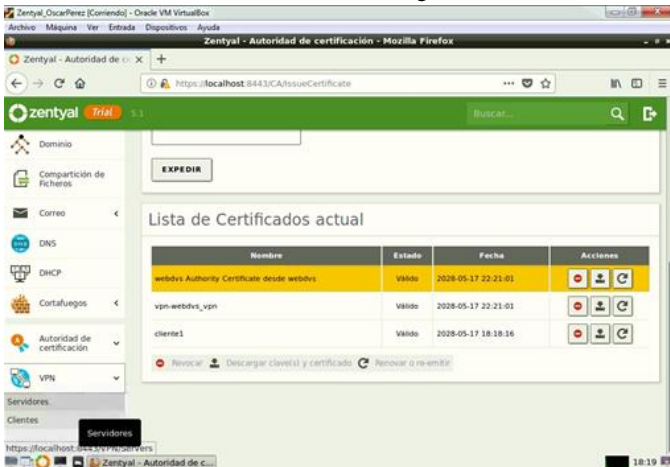 Zentyal_OscarPerez [Corriendo] - Oracle VM VirtualBox
Archivo Máquina Ver Entrada Dispositivos Ayuda
Zentyal - Autoridad de certificación - Mozilla Firefox
Zentyal - Autoridad de c
https://localhost:8443/CA/IssueCertificate
zentyal Trial 5.1
Buscar...
Dominio
Compartición de
Ficheros
EXPEDIR
Correo
Lista de Certificados actual
DNS
Nombre Estado Fecha Acciones
webdvs Authority Certificate desde webdvs Válido 2028-05-17 22:21:01
DHCP
vpn-webdvs_vpn Válido 2028-05-17 22:21:01
Cortafuegos
cliente1 Válido 2028-05-17 18:18:16
Autoridad de
certificación
Revocar Descargar clave(s) y certificado Renovar o re-emitir
VPN
Servidores
Clientes
Servidores
https://localhost:8443/VPN/Servers
Zentyal - Autoridad de c...
18:19